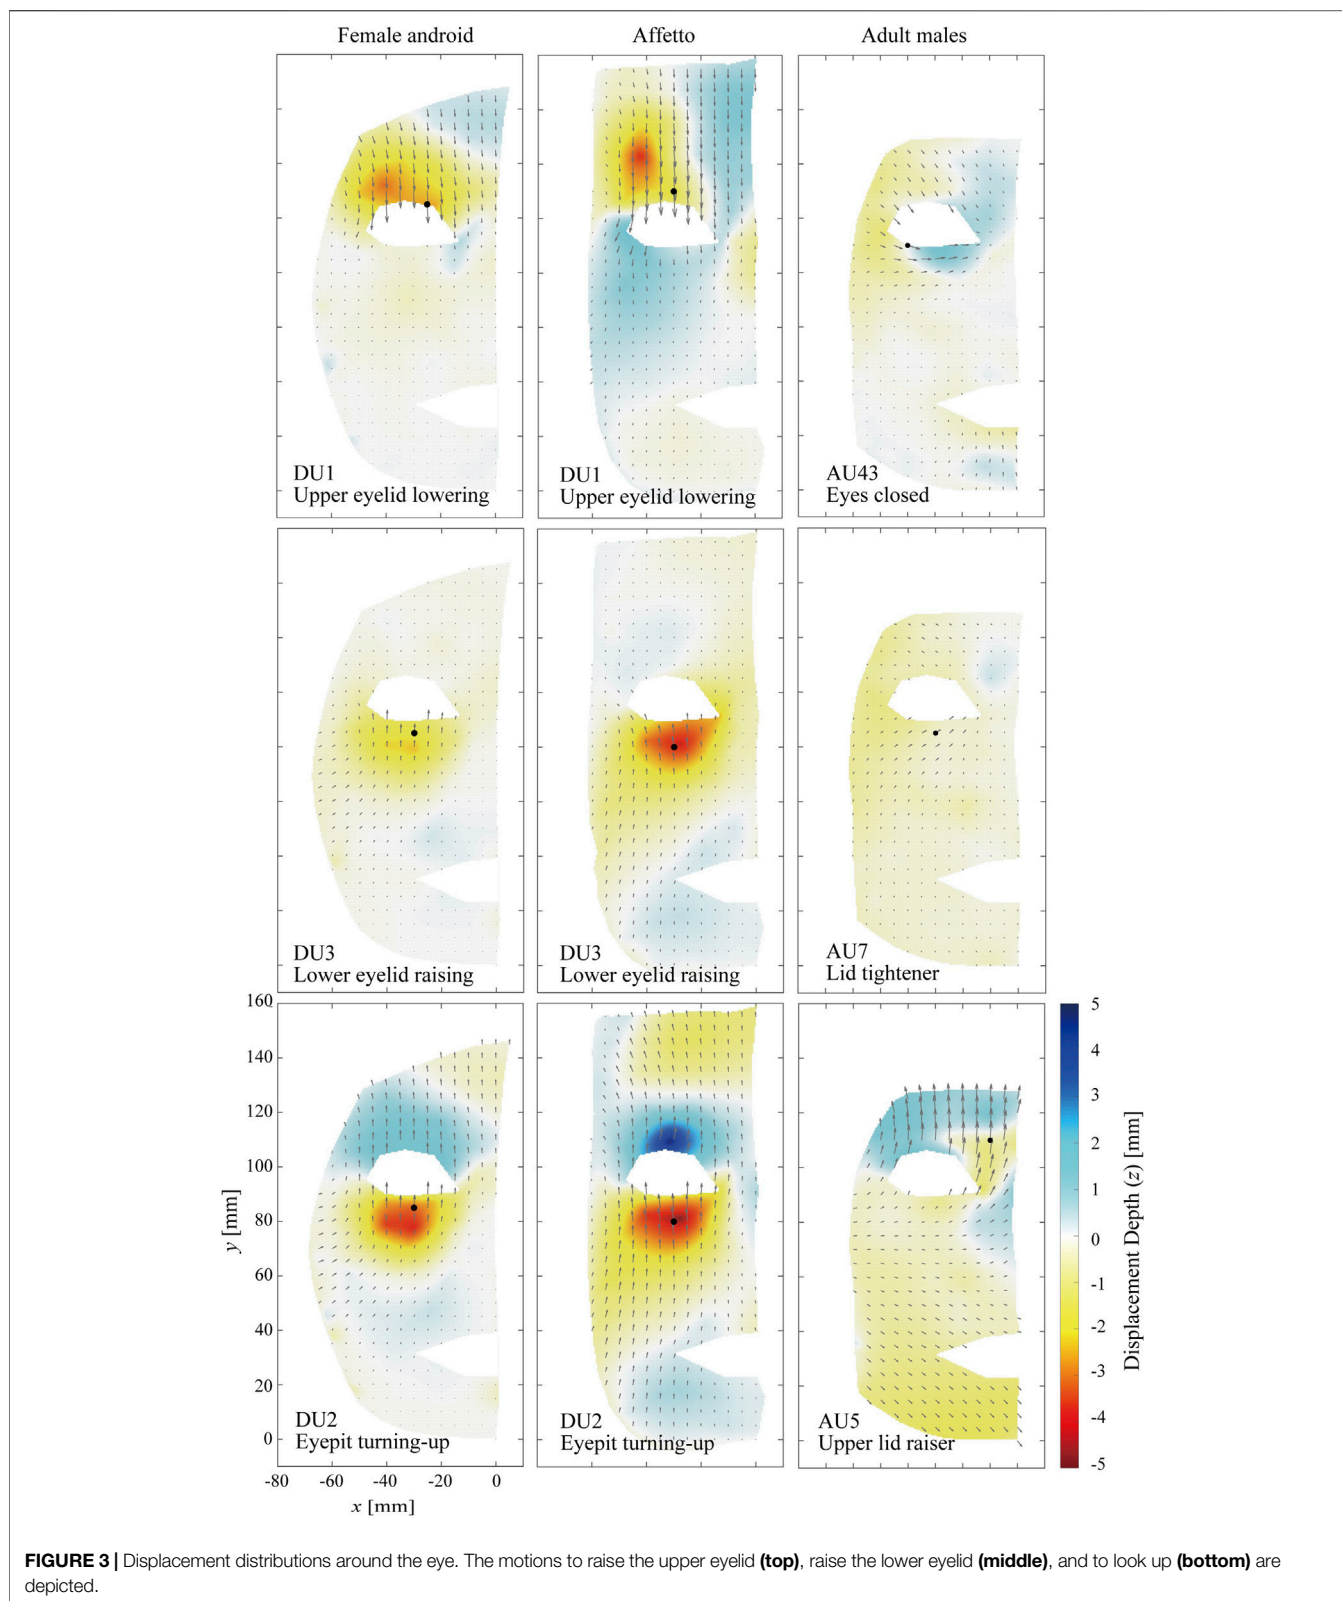 Female android
Affetto
Adult males
DU1
Upper eyelid lowering
DU1
Upper eyelid lowering
AU43
Eyes closed
DU3
Lower eyelid raising
DU3
Lower eyelid raising
AU7
Lid tightener
160
140
120
100
80
60
40
20
0
y [mm]
DU2
Eyepit turning-up
DU2
Eyepit turning-up
AU5
Upper lid raiser
-80
-60
-40
-20
0
x [mm]
5
4
3
2
1
0
-1
-2
-3
-4
-5
Displacement Depth (z) [mm]
FIGURE 3 | Displacement distributions around the eye. The motions to raise the upper eyelid (top), raise the lower eyelid (middle), and to look up (bottom) are
depicted.